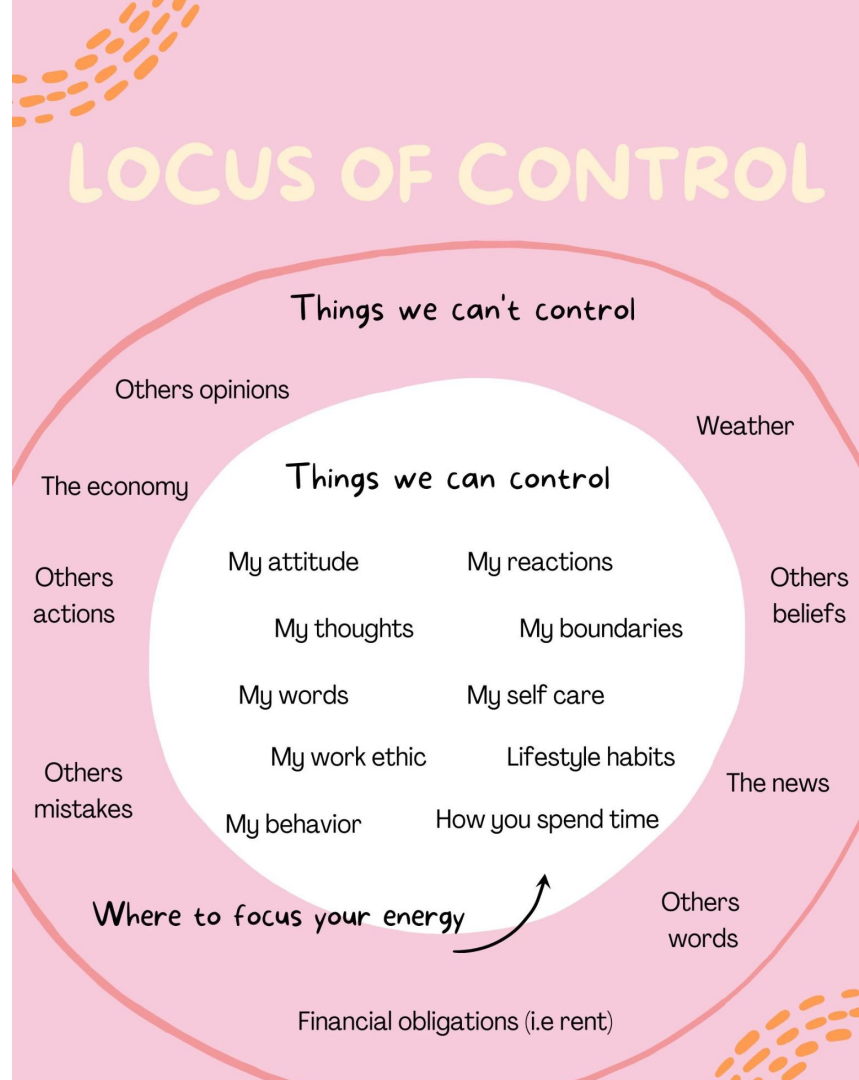 LOCUS OF CONTROL
Things we can't control
Others opinions
Weather
The economy
Others
actions
Others
beliefs
Others
mistakes
The news
Others
words
Financial obligations (i.e rent)
Things we can control
My attitude
My reactions
My thoughts
My boundaries
My words
My self care
My work ethic
Lifestyle habits
My behavior
How you spend time
Where to focus your energy